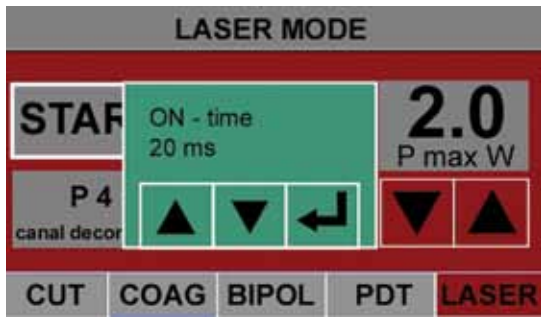 LASER MODE
STAR
ON - time
20 ms
2.0
P max W
P 4
canal decor
CUT COAG BIPOL PDT LASER